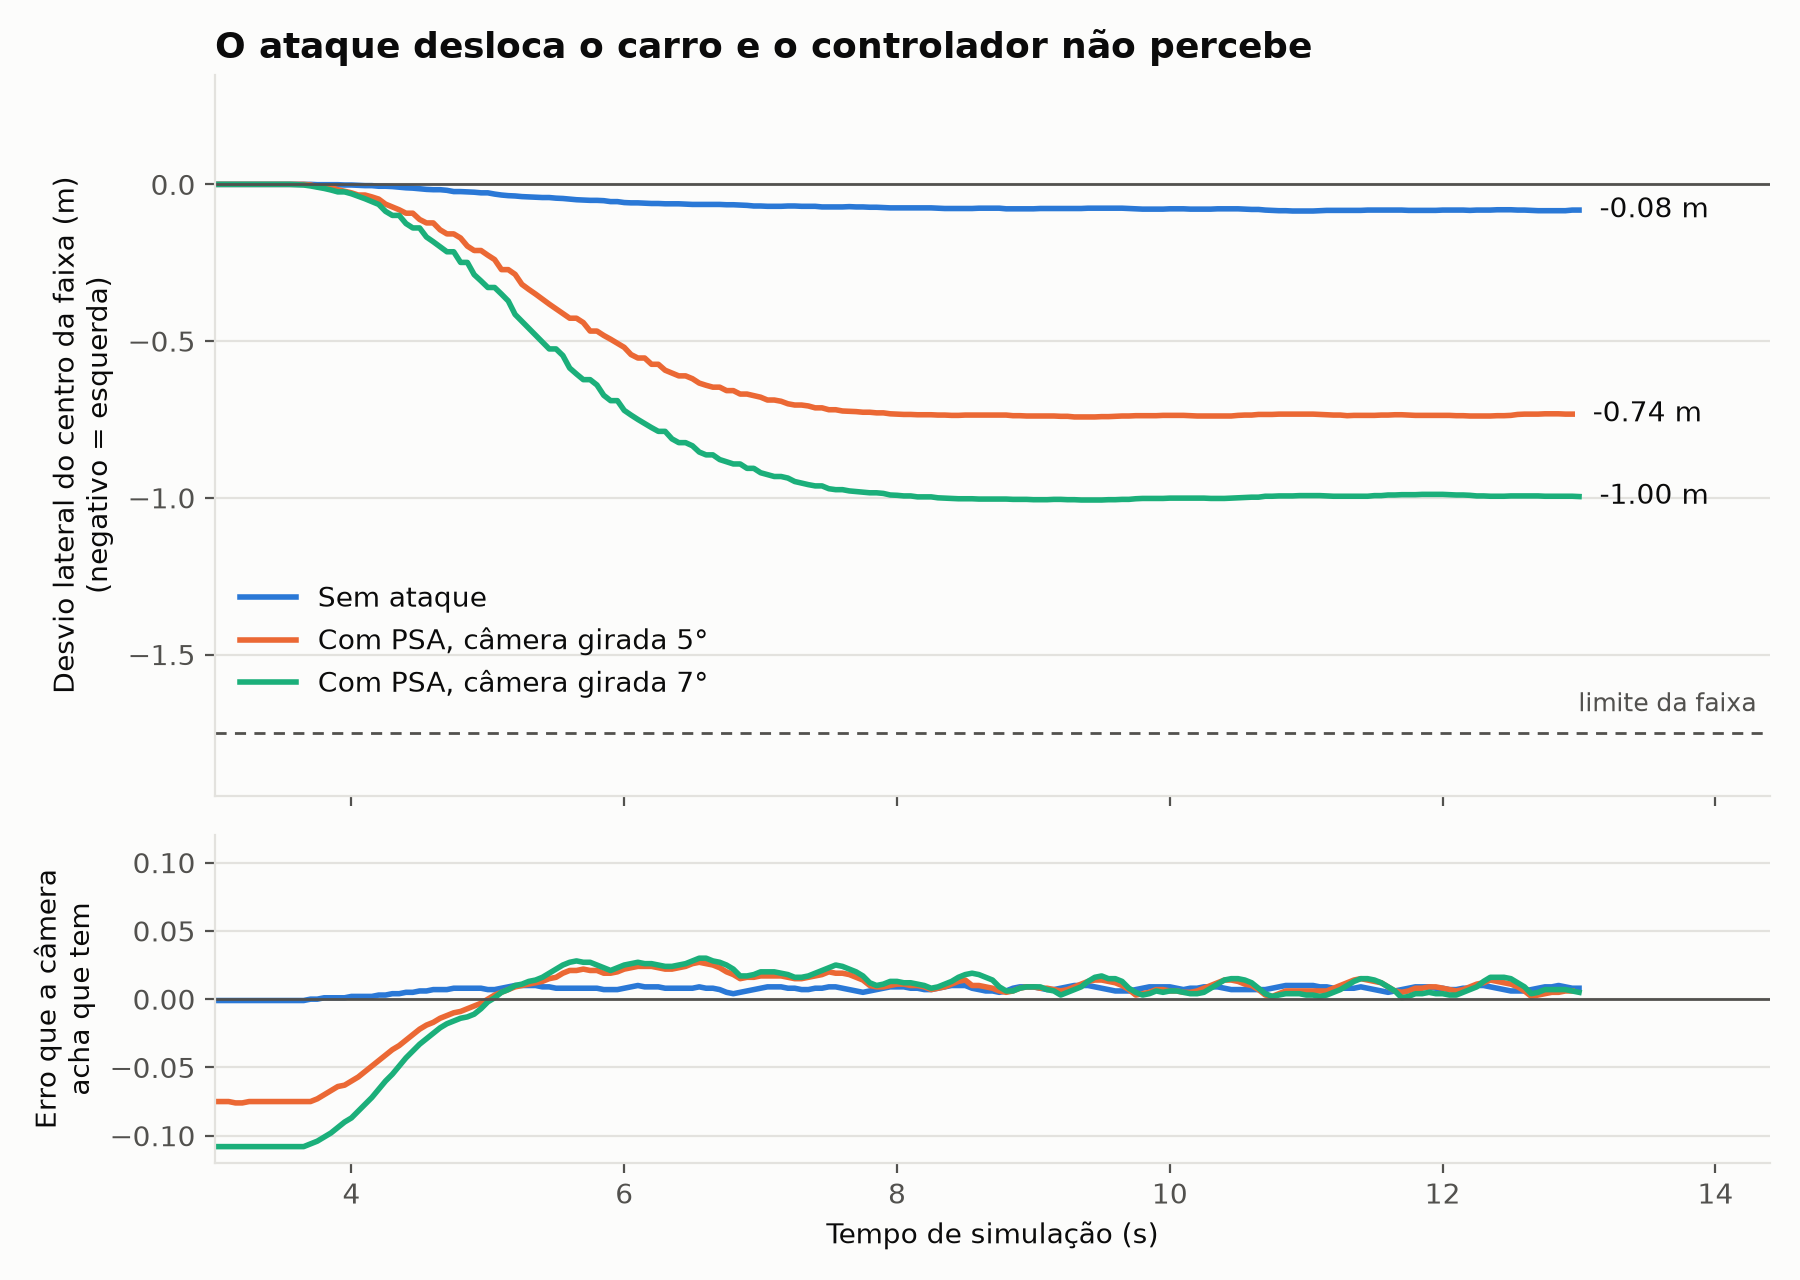 O ataque desloca o carro e o controlador não percebe
Desvio lateral do centro da faixa (m)
(negativo = esquerda)
0.0
−0.5
−1.0
−1.5
-0.08 m
-0.74 m
-1.00 m
Sem ataque
Com PSA, câmera girada 5°
Com PSA, câmera girada 7°
limite da faixa
Erro que a câmera
acha que tem
0.10
0.05
0.00
−0.05
−0.10
4 6 8 10 12 14
Tempo de simulação (s)